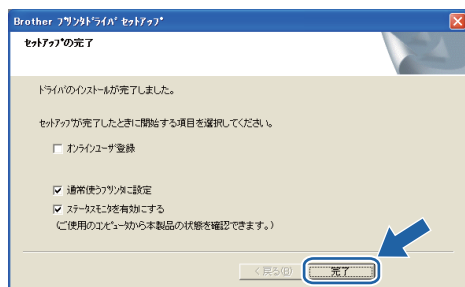 Brother プリンタドライバ セットアップ
セットアップの完了
ドライバのインストールが完了しました。
セットアップが完了したときに開始する項目を選択してください。
オンラインユーザ登録
通常使うプリンタに設定
ステータスモニタを有効にする
(ご使用のコンピュータから本製品の状態を確認できます。)
< 戻る(B) 完了